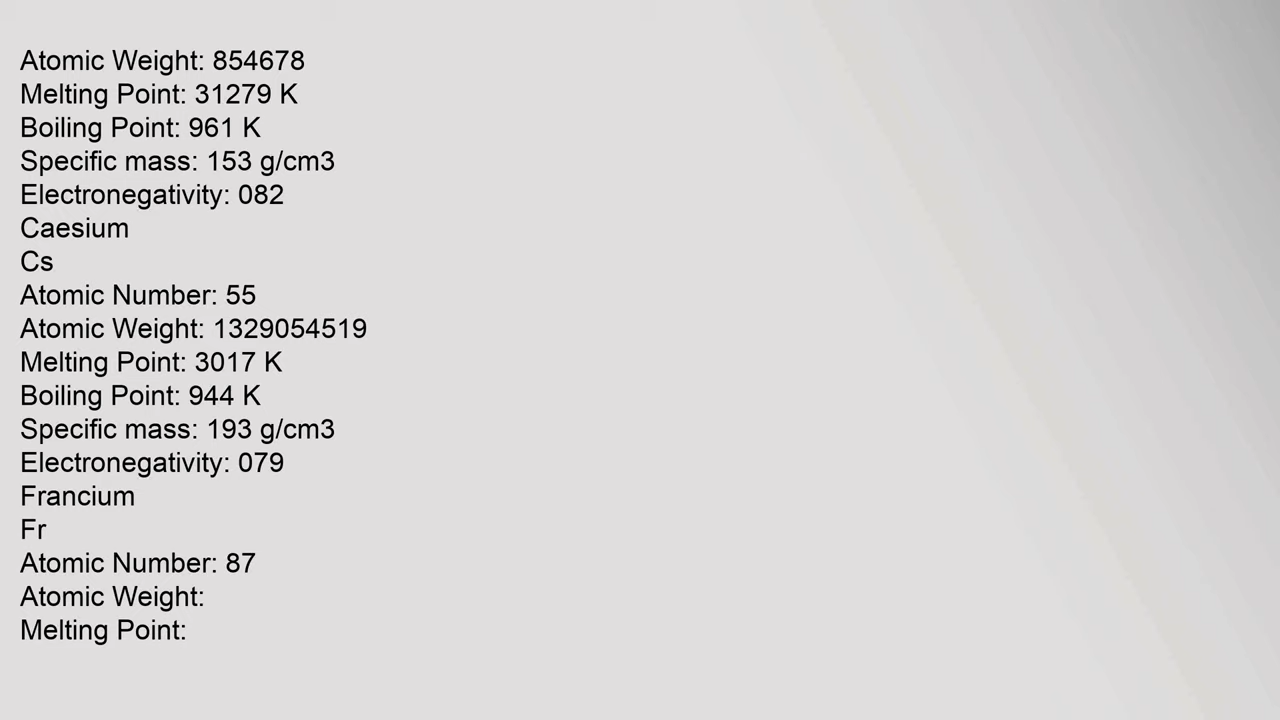 Atomic Weight: 854678
Melting Point: 31279 K
Boiling Point: 961 K
Specific mass: 153 g/cm3
Electronegativity: 082
Caesium
Cs
Atomic Number: 55
Atomic Weight: 1329054519
Melting Point: 3017 K
Boiling Point: 944 K
Specific mass: 193 g/cm3
Electronegativity: 079
Francium
Fr
Atomic Number: 87
Atomic Weight:
Melting Point: